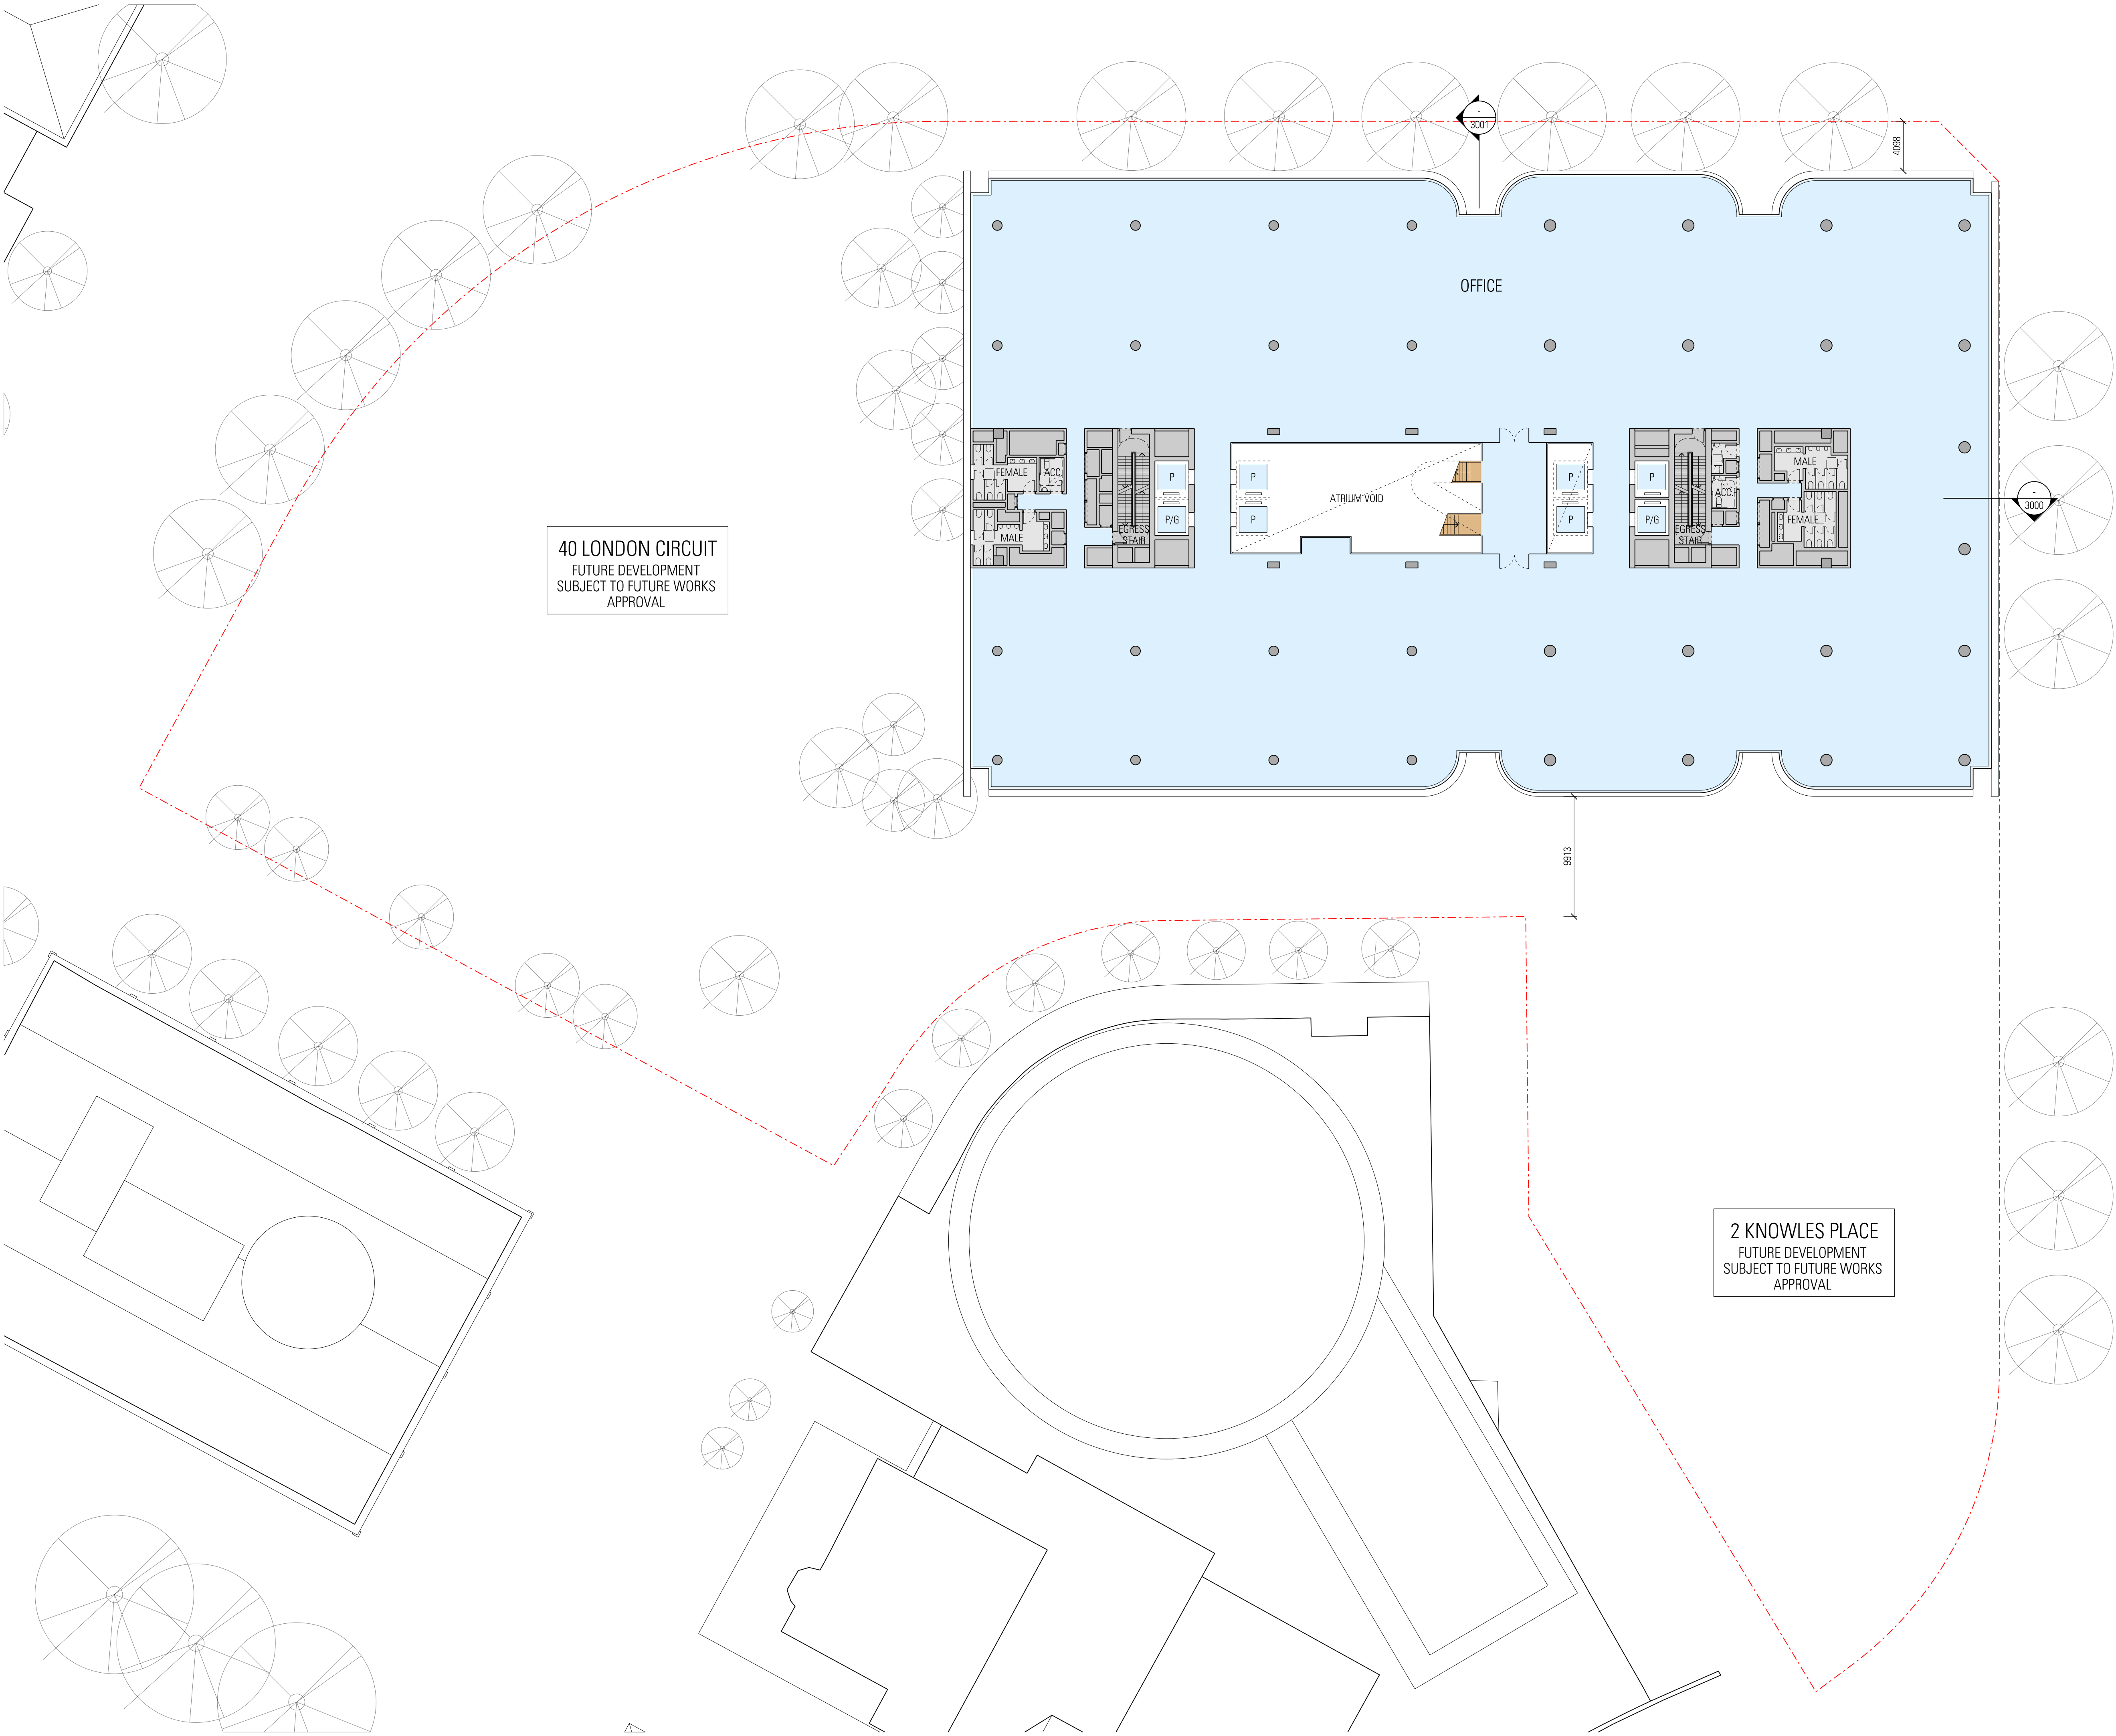 -
3001
4098
OFFICE
FEMALE
ACC.
MALE
EGRESS
STAIR
P
P/G
P
P
ATRIUM VOID
P
P
P
P/G
EGRESS
STAIR
ACC.
MALE
FEMALE
-
3000
40 LONDON CIRCUIT
FUTURE DEVELOPMENT
SUBJECT TO FUTURE WORKS
APPROVAL
9913
2 KNOWLES PLACE
FUTURE DEVELOPMENT
SUBJECT TO FUTURE WORKS
APPROVAL